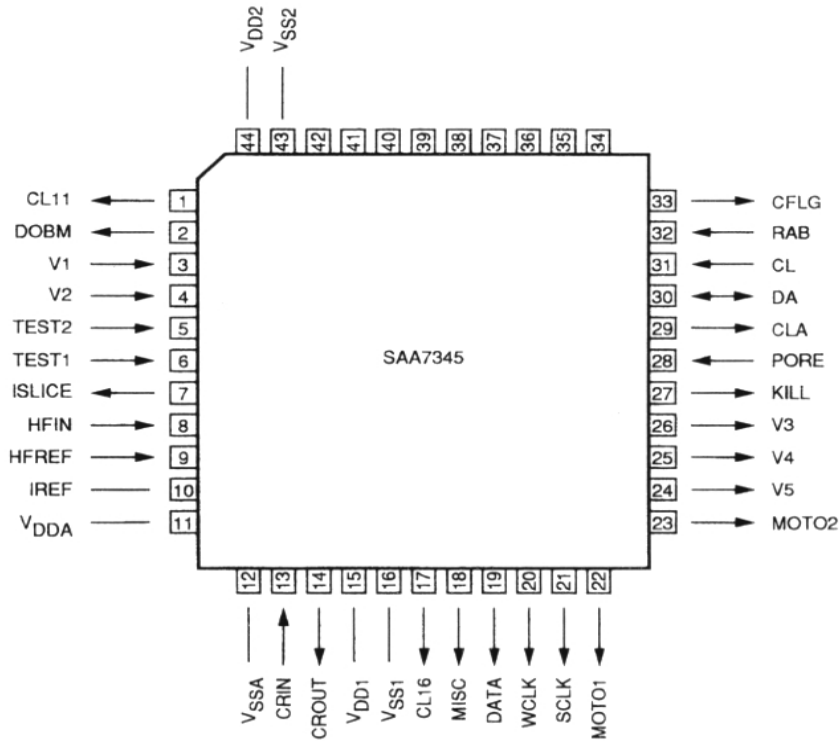 VDD2
VSS2
44 43 42 41 40 39 38 37 36 35 34
CL11 1
DOBM 2
V1 3
V2 4
TEST2 5
TEST1 6
ISLICE 7
HFIN 8
HFREF 9
IREF 10
VDDA 11
SAA7345
33 CFLG
32 RAB
31 CL
30 DA
29 CLA
28 PORE
27 KILL
26 V3
25 V4
24 V5
23 MOTO2
12 13 14 15 16 17 18 19 20 21 22
VSSA
CRIN
CROUT
VDD1
VSS1
CL16
MISC
DATA
WCLK
SCLK
MOTO1